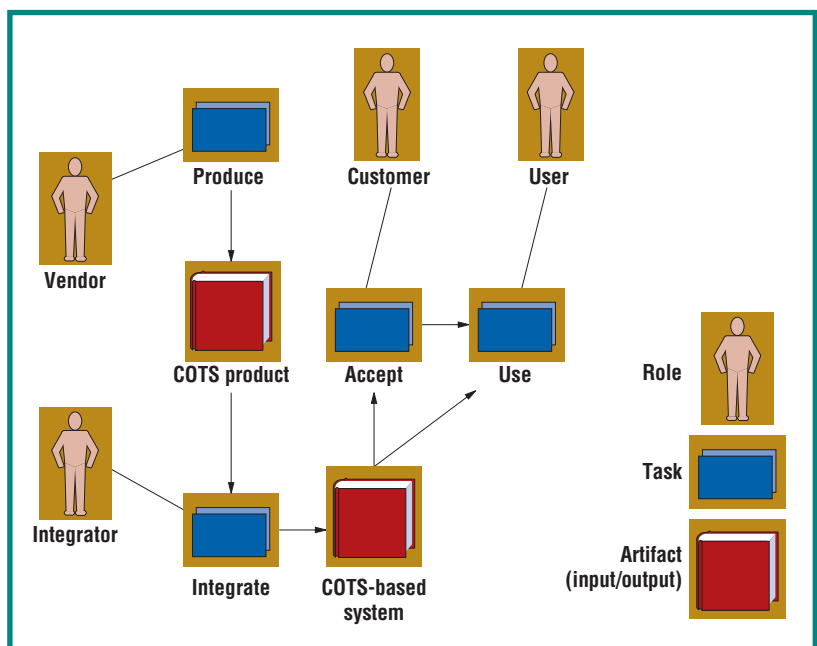 Produce
Customer
User
Vendor
COTS product
Accept
Use
Role
Task
Integrator
Integrate
COTS-based
system
Artifact
(input/output)